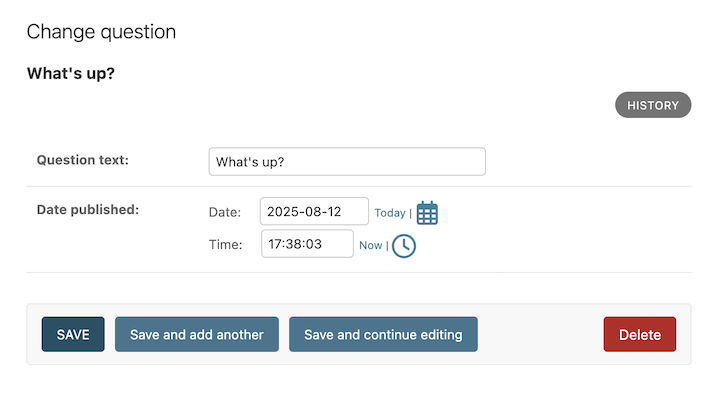 Change question
What's up?
HISTORY
Question text: What's up?
Date published: Date: 2025-08-12 Today |
Time: 17:38:03 Now |
SAVE Save and add another Save and continue editing Delete